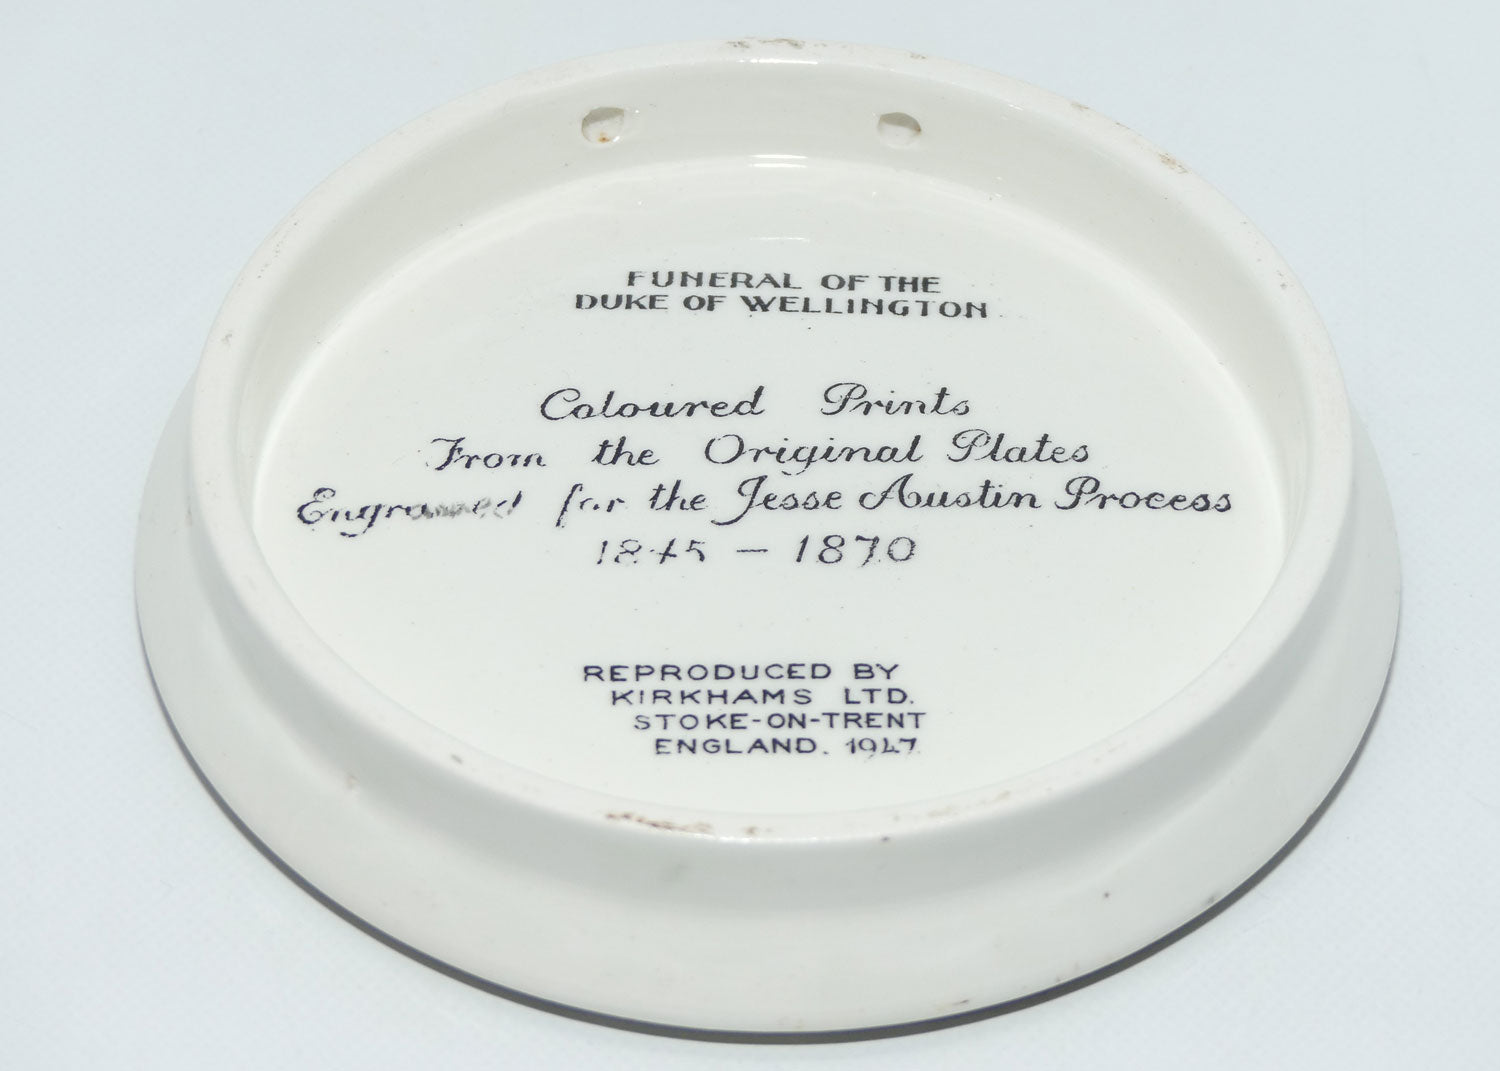 FUNERAL OF THE
DUKE OF WELLINGTON
Coloured Prints
From the Original Plates
Engraved for the Jesse Austin Process
1845 - 1870
REPRODUCED BY
KIRKHAMS LTD.
STOKE-ON-TRENT
ENGLAND. 1947.